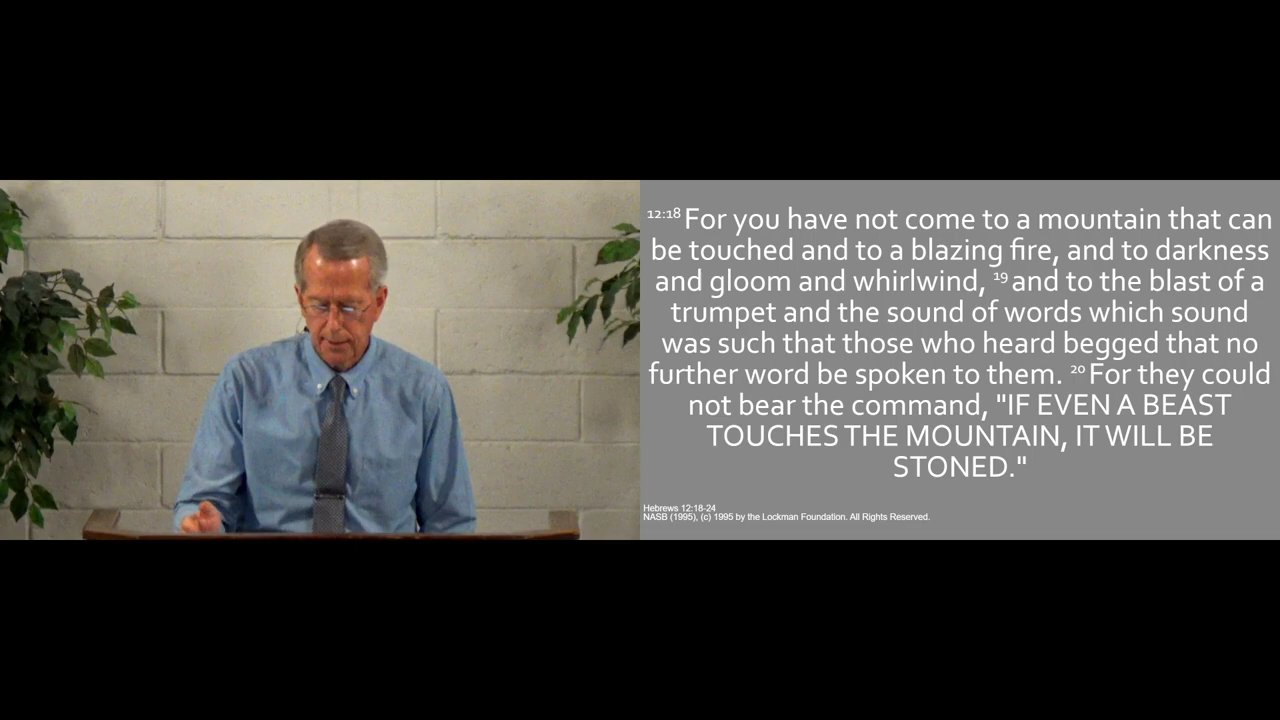 12:18 For you have not come to a mountain that can
be touched and to a blazing fire, and to darkness
and gloom and whirlwind, 19 and to the blast of a
trumpet and the sound of words which sound
was such that those who heard begged that no
further word be spoken to them. 20 For they could
not bear the command, "IF EVEN A BEAST
TOUCHES THE MOUNTAIN, IT WILL BE
STONED."
Hebrews 12:18-24
NASB (1995), (c) 1995 by the Lockman Foundation. All Rights Reserved.